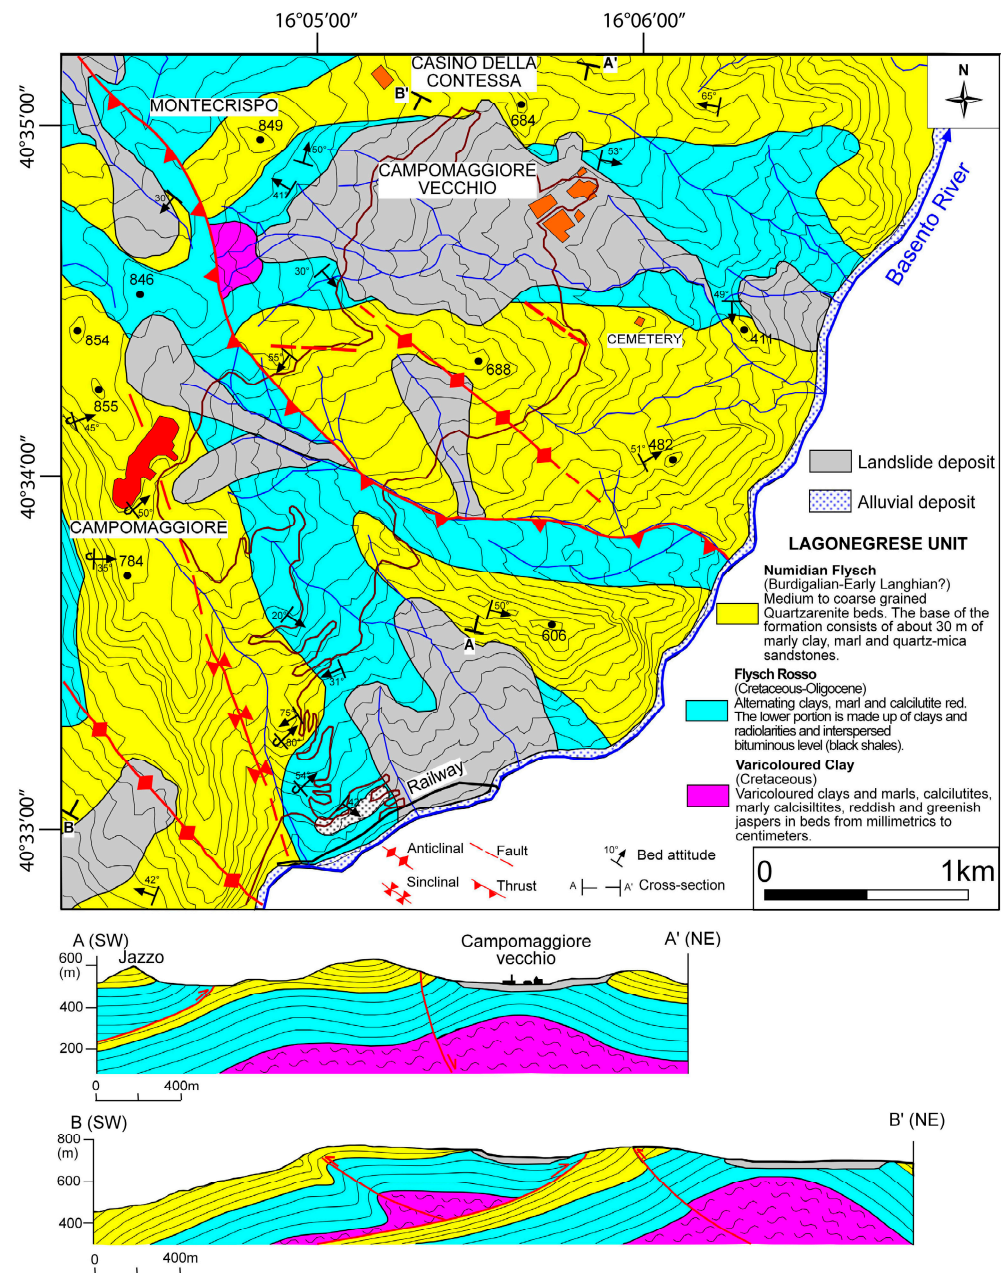 16°05'00''
16°06'00''
40°35'00''
40°34'00''
40°33'00''
CASINO DELLA
CONTESSA
A'
B'
N
MONTECRISPO
849
684
65°
50°
53°
41°
30°
CAMPOMAGGIORE
VECCHIO
Basento River
846
30°
49°
854
CEMETERY
411
55°
688
855
45°
51°
482
50°
CAMPOMAGGIORE
35°
784
20°
50°
606
A
31°
75°
80°
54°
Railway
B
42°
Landslide deposit
Alluvial deposit
LAGONEGRESE UNIT
Numidian Flysch
(Burdigalian-Early Langhian?)
Medium to coarse grained
Quartzarenite beds. The base of the
formation consists of about 30 m of
marly clay, marl and quartz-mica
sandstones.
Flysch Rosso
(Cretaceous-Oligocene)
Alternating clays, marl and calcilutite red.
The lower portion is made up of clays and
radiolarities and interspersed
bituminous level (black shales).
Varicoloured Clay
(Cretaceous)
Varicoloured clays and marls, calcilutites,
marly calcisiltites, reddish and greenish
jaspers in beds from millimetrics to
centimeters.
Anticlinal
Fault
10°
Bed attitude
Sinclinal
Thrust
A
A'
Cross-section
0
1km
A (SW)
Jazzo
Campomaggiore
vecchio
A' (NE)
600
(m)
400
200
0
400m
B (SW)
B' (NE)
800
(m)
600
400
0
400m